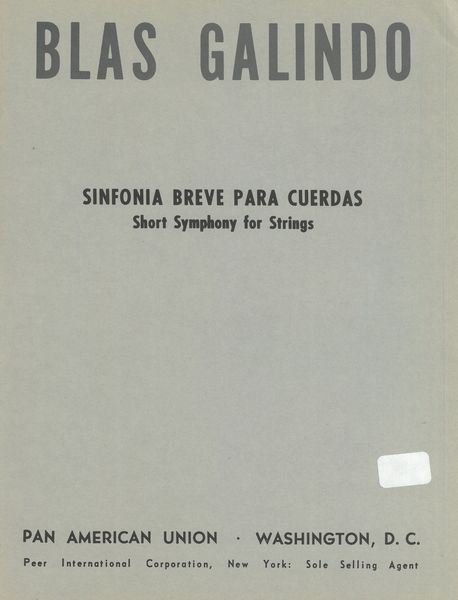 BLAS GALINDO
SINFONIA BREVE PARA CUERDAS
Short Symphony for Strings
PAN AMERICAN UNION · WASHINGTON, D. C.
Peer International Corporation, New York: Sole Selling Agent